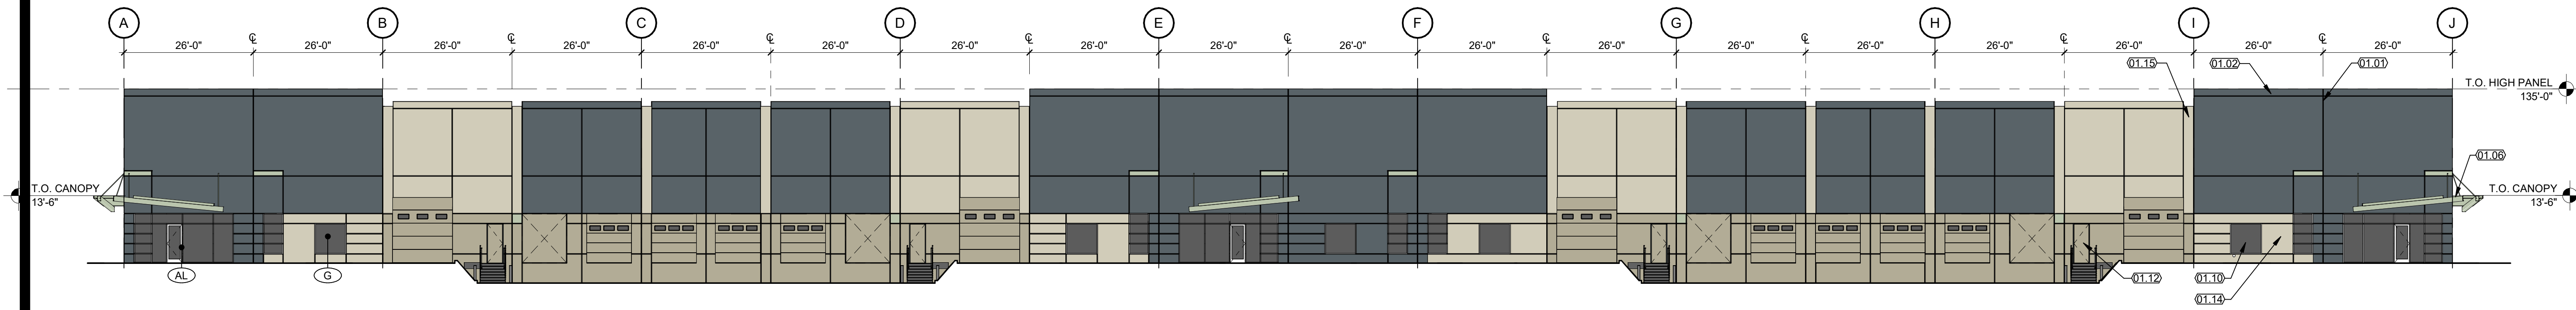 A B C D E F G H I J
26'-0" ℄ 26'-0" 26'-0" ℄ 26'-0" 26'-0" ℄ 26'-0" 26'-0" ℄ 26'-0" 26'-0" ℄ 26'-0" 26'-0" ℄ 26'-0" 26'-0" ℄ 26'-0" 26'-0" ℄ 26'-0" 26'-0" ℄ 26'-0"
01.15 01.02 01.01
T.O. HIGH PANEL
135'-0"
01.06
T.O. CANOPY
13'-6"
T.O. CANOPY
13'-6"
AL G 01.12 01.10
01.14